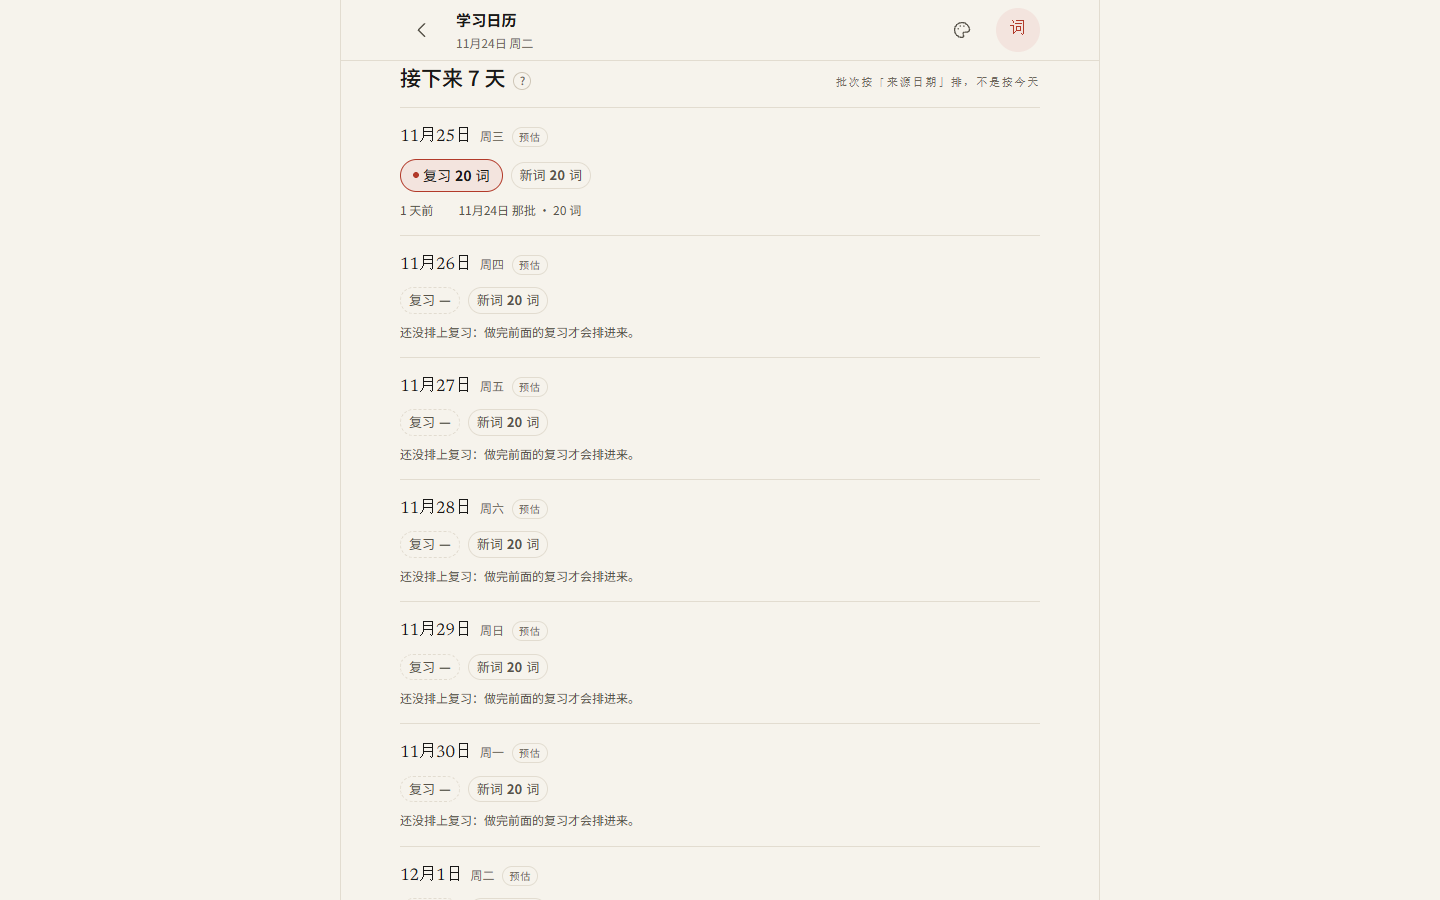 学习日历
11月24日 周二
词
接下来 7 天 ?
批次按「来源日期」排，不是按今天
11月25日 周三 预估
复习 20 词 新词 20 词
1 天前 11月24日 那批 · 20 词
11月26日 周四 预估
复习 — 新词 20 词
还没排上复习：做完前面的复习才会排进来。
11月27日 周五 预估
复习 — 新词 20 词
还没排上复习：做完前面的复习才会排进来。
11月28日 周六 预估
复习 — 新词 20 词
还没排上复习：做完前面的复习才会排进来。
11月29日 周日 预估
复习 — 新词 20 词
还没排上复习：做完前面的复习才会排进来。
11月30日 周一 预估
复习 — 新词 20 词
还没排上复习：做完前面的复习才会排进来。
12月1日 周二 预估